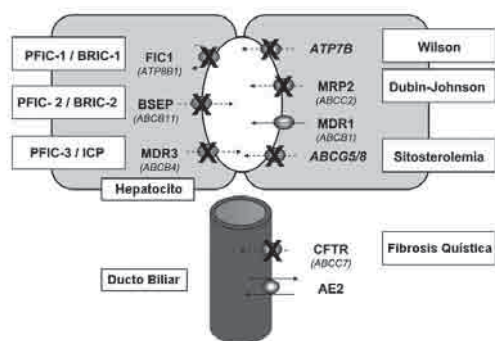 PFIC-1 / BRIC-1
FIC1
(ATP8B1)
ATP7B
Wilson
PFIC- 2 / BRIC-2
BSEP
(ABCB11)
MRP2
(ABCC2)
Dubin-Johnson
MDR1
(ABCB1)
PFIC-3 / ICP
MDR3
(ABCB4)
ABCG5/8
Sitosterolemia
Hepatocito
CFTR
(ABCC7)
Fibrosis Quística
Ducto Biliar
AE2